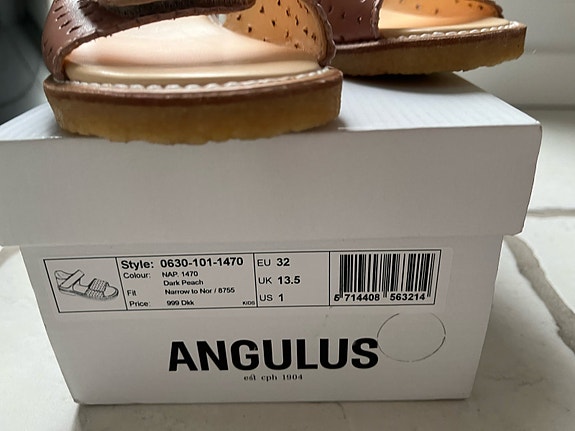 Style: 0630-101-1470
Colour: NAP. 1470
Dark Peach
Fit Narrow to Nor / 8755
Price: 999 Dkk KIDS
EU 32
UK 13.5
US 1
5 714408 563214
ANGULUS
est cph 1904